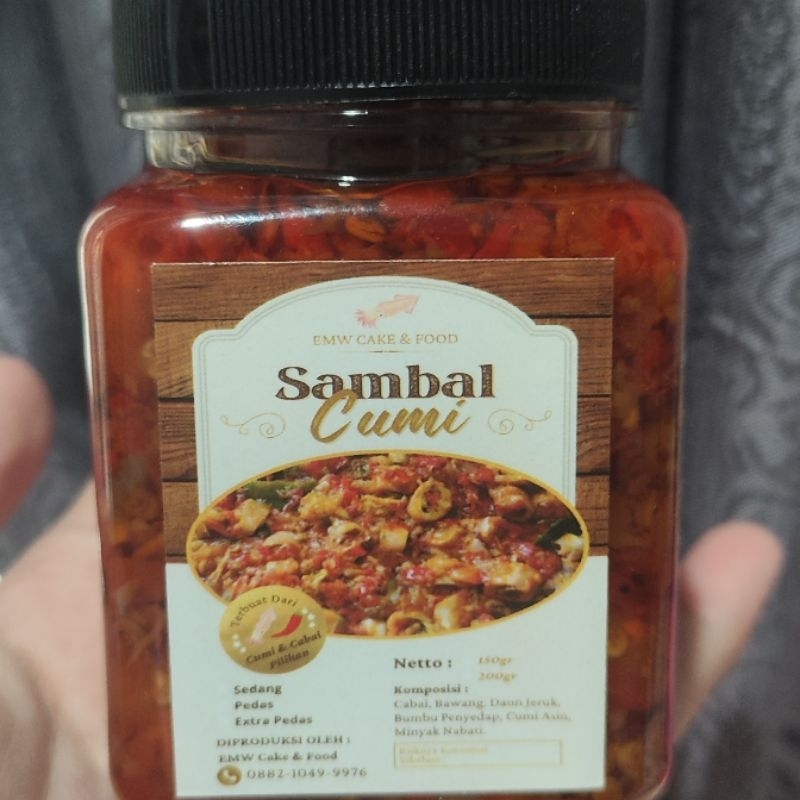 EMW CAKE & FOOD
Sambal
Cumi
Terbuat Dari
Cumi & Cabai
Pilihan
Sedang
Pedas
Extra Pedas
DIPRODUKSI OLEH :
EMW Cake & Food
0882-1049-9976
Netto : 150gr
200gr
Komposisi :
Cabai, Bawang, Daun Jeruk,
Bumbu Penyedap, Cumi Asin,
Minyak Nabati.
Sebelum